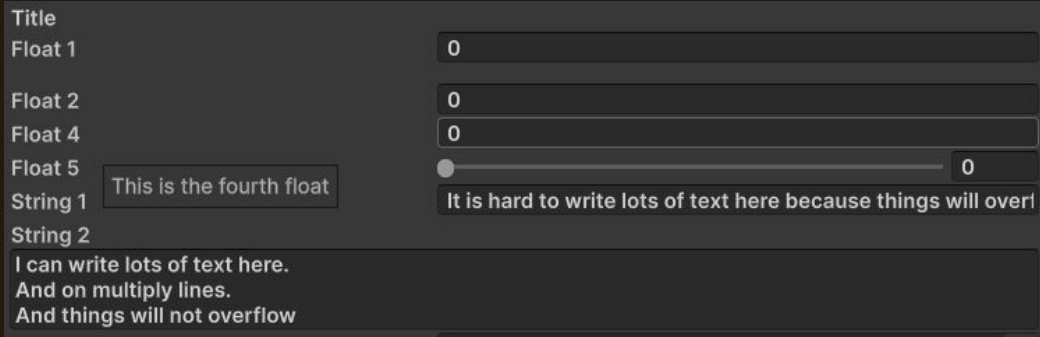 Title
Float 1 0
Float 2 0
Float 4 0
Float 5 0
This is the fourth float
String 1 It is hard to write lots of text here because things will over
String 2
I can write lots of text here.
And on multiply lines.
And things will not overflow